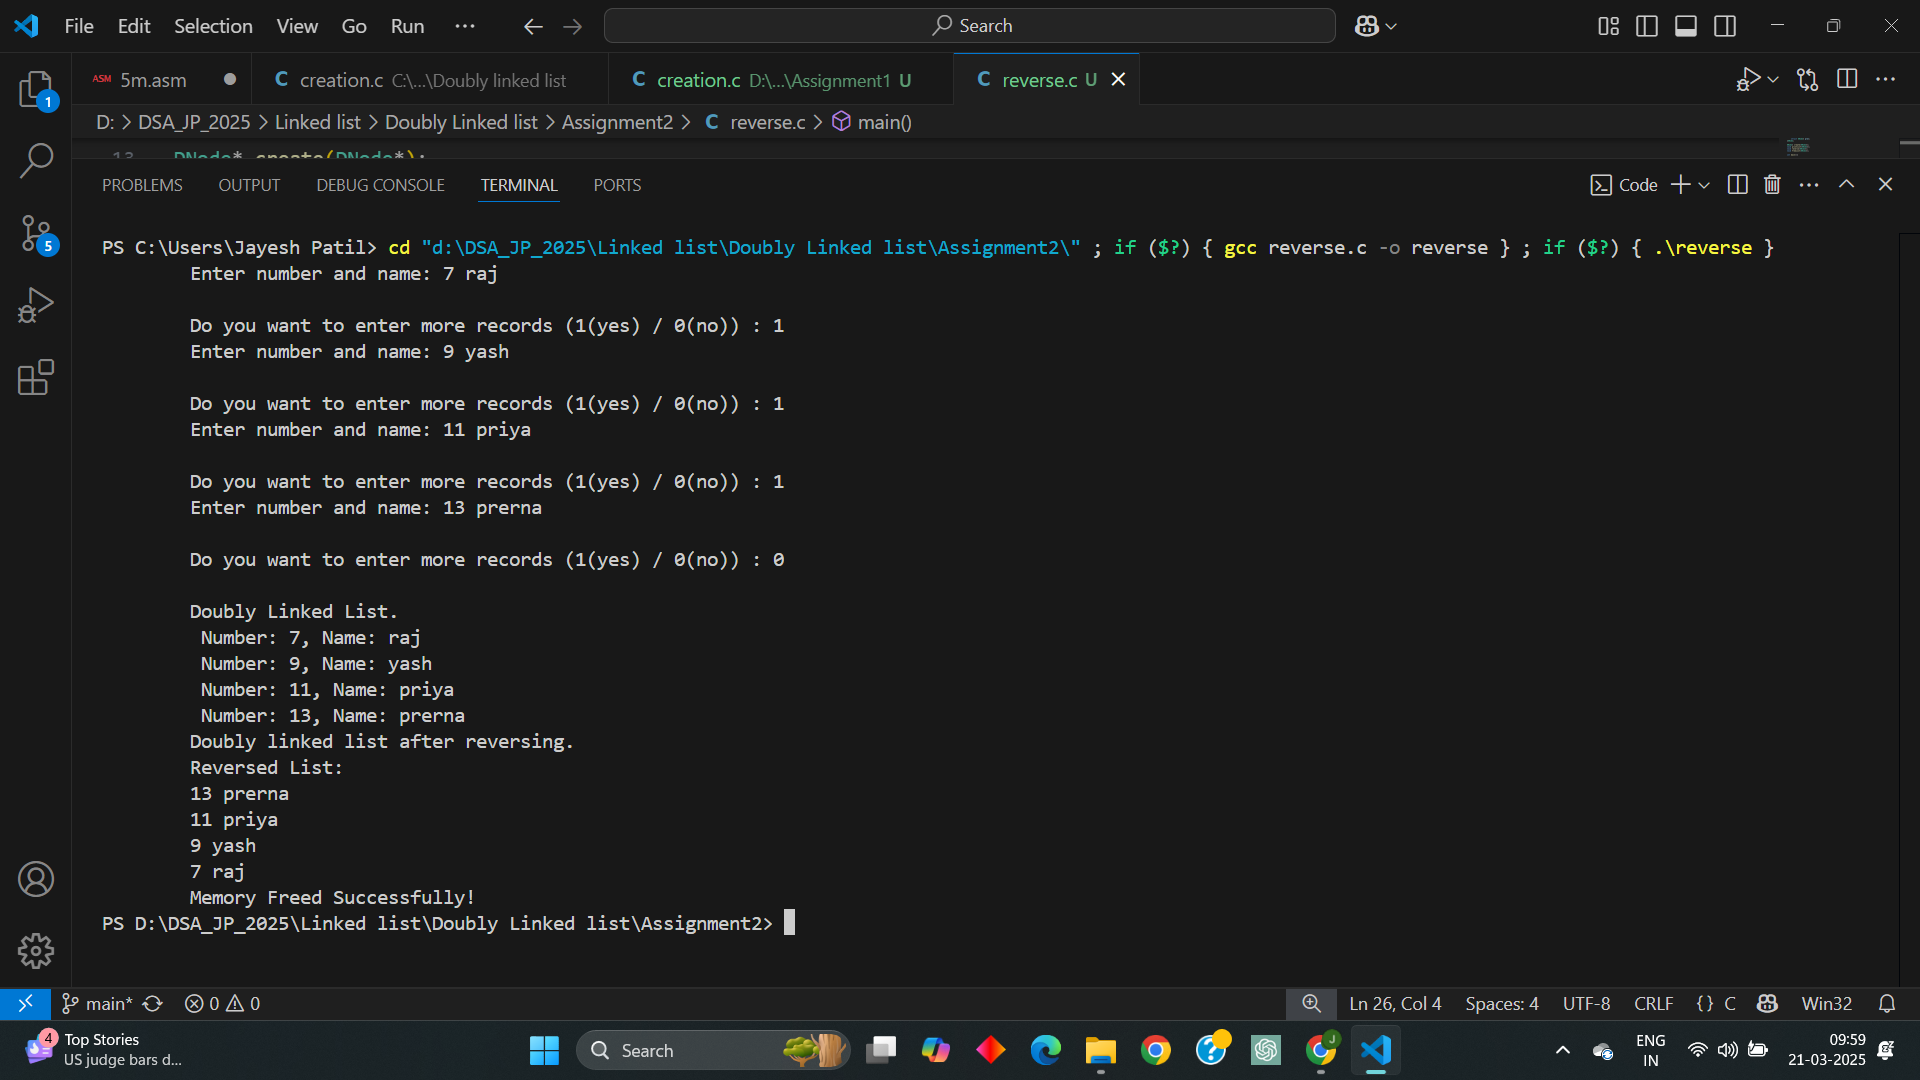 File Edit Selection View Go Run ··· Search
ASM 5m.asm C creation.c C:\...\Doubly linked list C creation.c D:\...\Assignment1 U C reverse.c U
D: > DSA_JP_2025 > Linked list > Doubly Linked list > Assignment2 > C reverse.c > main()
13 DNode* create(DNode*);
PROBLEMS OUTPUT DEBUG CONSOLE TERMINAL PORTS Code
PS C:\Users\Jayesh Patil> cd "d:\DSA_JP_2025\Linked list\Doubly Linked list\Assignment2\" ; if ($?) { gcc reverse.c -o reverse } ; if ($?) { .\reverse }
Enter number and name: 7 raj
Do you want to enter more records (1(yes) / 0(no)) : 1
Enter number and name: 9 yash
Do you want to enter more records (1(yes) / 0(no)) : 1
Enter number and name: 11 priya
Do you want to enter more records (1(yes) / 0(no)) : 1
Enter number and name: 13 prerna
Do you want to enter more records (1(yes) / 0(no)) : 0
Doubly Linked List.
Number: 7, Name: raj
Number: 9, Name: yash
Number: 11, Name: priya
Number: 13, Name: prerna
Doubly linked list after reversing.
Reversed List:
13 prerna
11 priya
9 yash
7 raj
Memory Freed Successfully!
PS D:\DSA_JP_2025\Linked list\Doubly Linked list\Assignment2>
1
5
main* 0 0 Ln 26, Col 4 Spaces: 4 UTF-8 CRLF {} C Win32
4 Top Stories
US judge bars d...
Search
J
ENG
IN
09:59
21-03-2025